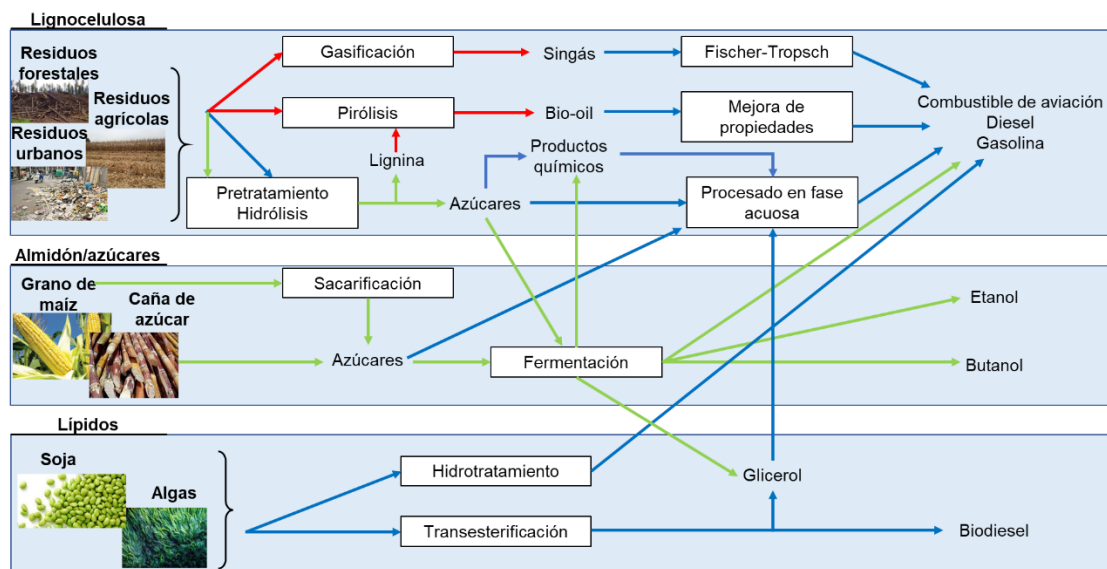 Lignocelulosa
Residuos
forestales
Residuos
agrícolas
Residuos
urbanos
Gasificación
Singás
Fischer-Tropsch
Pirólisis
Bio-oil
Mejora de
propiedades
Combustible de aviación
Diesel
Gasolina
Lignina
Productos
químicos
Pretratamiento
Hidrólisis
Azúcares
Procesado en fase
acuosa
Almidón/azúcares
Grano de
maíz
Caña de
azúcar
Sacarificación
Azúcares
Fermentación
Etanol
Butanol
Lípidos
Soja
Algas
Hidrotratamiento
Glicerol
Transesterificación
Biodiesel